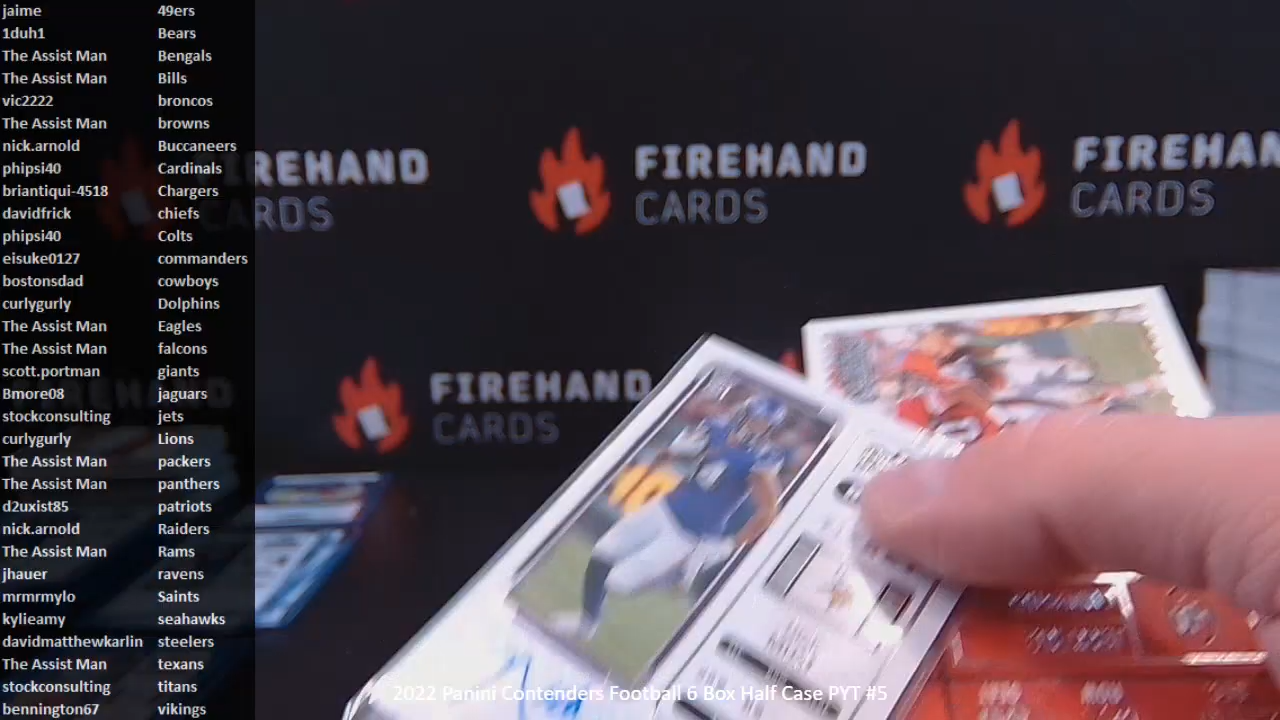 jaime 49ers
1duh1 Bears
The Assist Man Bengals
The Assist Man Bills
vic2222 broncos
The Assist Man browns
nick.arnold Buccaneers
phipsi40 Cardinals
briantiqui-4518 Chargers
davidfrick chiefs
phipsi40 Colts
eisuke0127 commanders
bostonsdad cowboys
curlygurly Dolphins
The Assist Man Eagles
The Assist Man falcons
scott.portman giants
Bmore08 jaguars
stockconsulting jets
curlygurly Lions
The Assist Man packers
The Assist Man panthers
d2uxist85 patriots
nick.arnold Raiders
The Assist Man Rams
jhauer ravens
mrmrmylo Saints
kylieamy seahawks
davidmatthewkarlin steelers
The Assist Man texans
stockconsulting titans
bennington67 vikings
FIREHAND
CARDS
FIREHAND
CARDS
FIREHAN
CARDS
FIREHAND
CARDS
2022 Panini Contenders Football 6 Box Half Case PYT #5